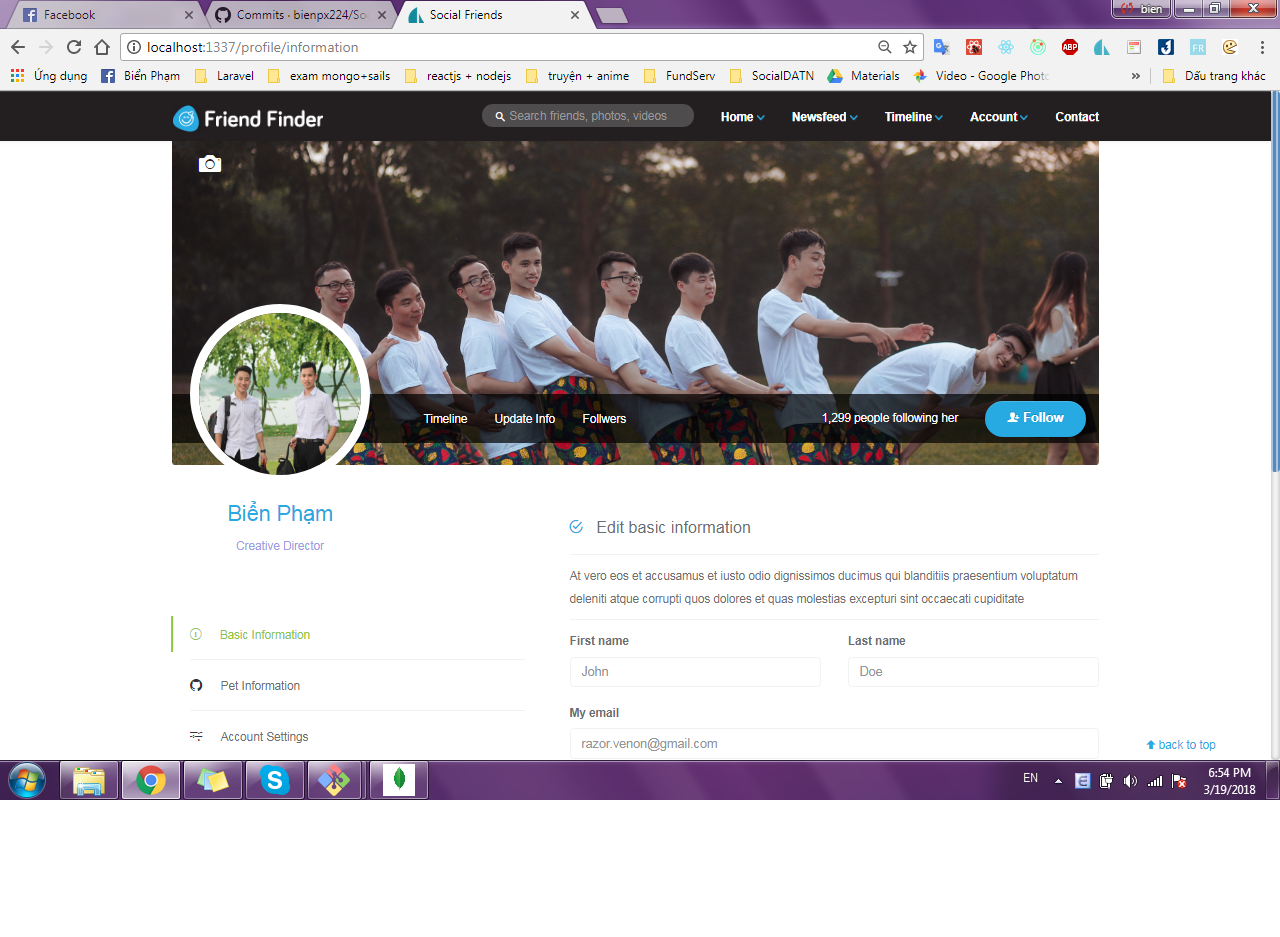 Facebook
Commits · bienpx224/So
Social Friends
bien
localhost:1337/profile/information
ABP
FR
Ứng dụng
Biển Phạm
Laravel
exam mongo+sails
reactjs + nodejs
truyện + anime
FundServ
SocialDATN
Materials
Video - Google Photo
»
Dấu trang khác
Friend Finder
Search friends, photos, videos
Home
Newsfeed
Timeline
Account
Contact
Timeline
Update Info
Follwers
1,299 people following her
Follow
Biển Phạm
Creative Director
Basic Information
Pet Information
Account Settings
Edit basic information
At vero eos et accusamus et iusto odio dignissimos ducimus qui blanditiis praesentium voluptatum
deleniti atque corrupti quos dolores et quas molestias excepturi sint occaecati cupiditate
First name
Last name
John
Doe
My email
razor.venon@gmail.com
back to top
EN
6:54 PM
3/19/2018